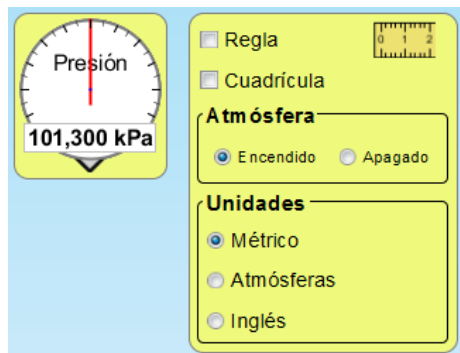 Presión
101,300 kPa
Regla
0 1 2
Cuadrícula
Atmósfera
Encendido Apagado
Unidades
Métrico
Atmósferas
Inglés